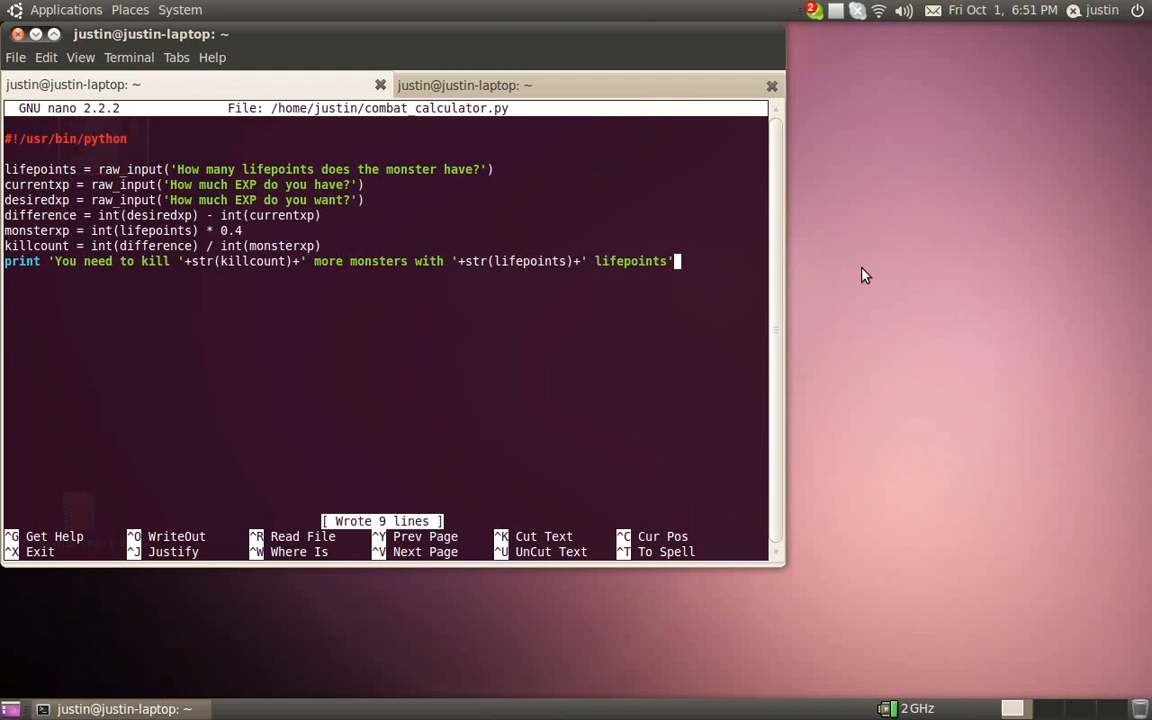 Applications Places System
2
Fri Oct 1, 6:51 PM justin
justin@justin-laptop: ~
File Edit View Terminal Tabs Help
justin@justin-laptop: ~
justin@justin-laptop: ~
GNU nano 2.2.2 File: /home/justin/combat_calculator.py
#!/usr/bin/python
lifepoints = raw_input('How many lifepoints does the monster have?')
currentxp = raw_input('How much EXP do you have?')
desiredxp = raw_input('How much EXP do you want?')
difference = int(desiredxp) - int(currentxp)
monsterxp = int(lifepoints) * 0.4
killcount = int(difference) / int(monsterxp)
print 'You need to kill '+str(killcount)+' more monsters with '+str(lifepoints)+' lifepoints'
[ Wrote 9 lines ]
^G Get Help ^O WriteOut ^R Read File ^Y Prev Page ^K Cut Text ^C Cur Pos
^X Exit ^J Justify ^W Where Is ^V Next Page ^U UnCut Text ^T To Spell
justin@justin-laptop: ~
2 GHz